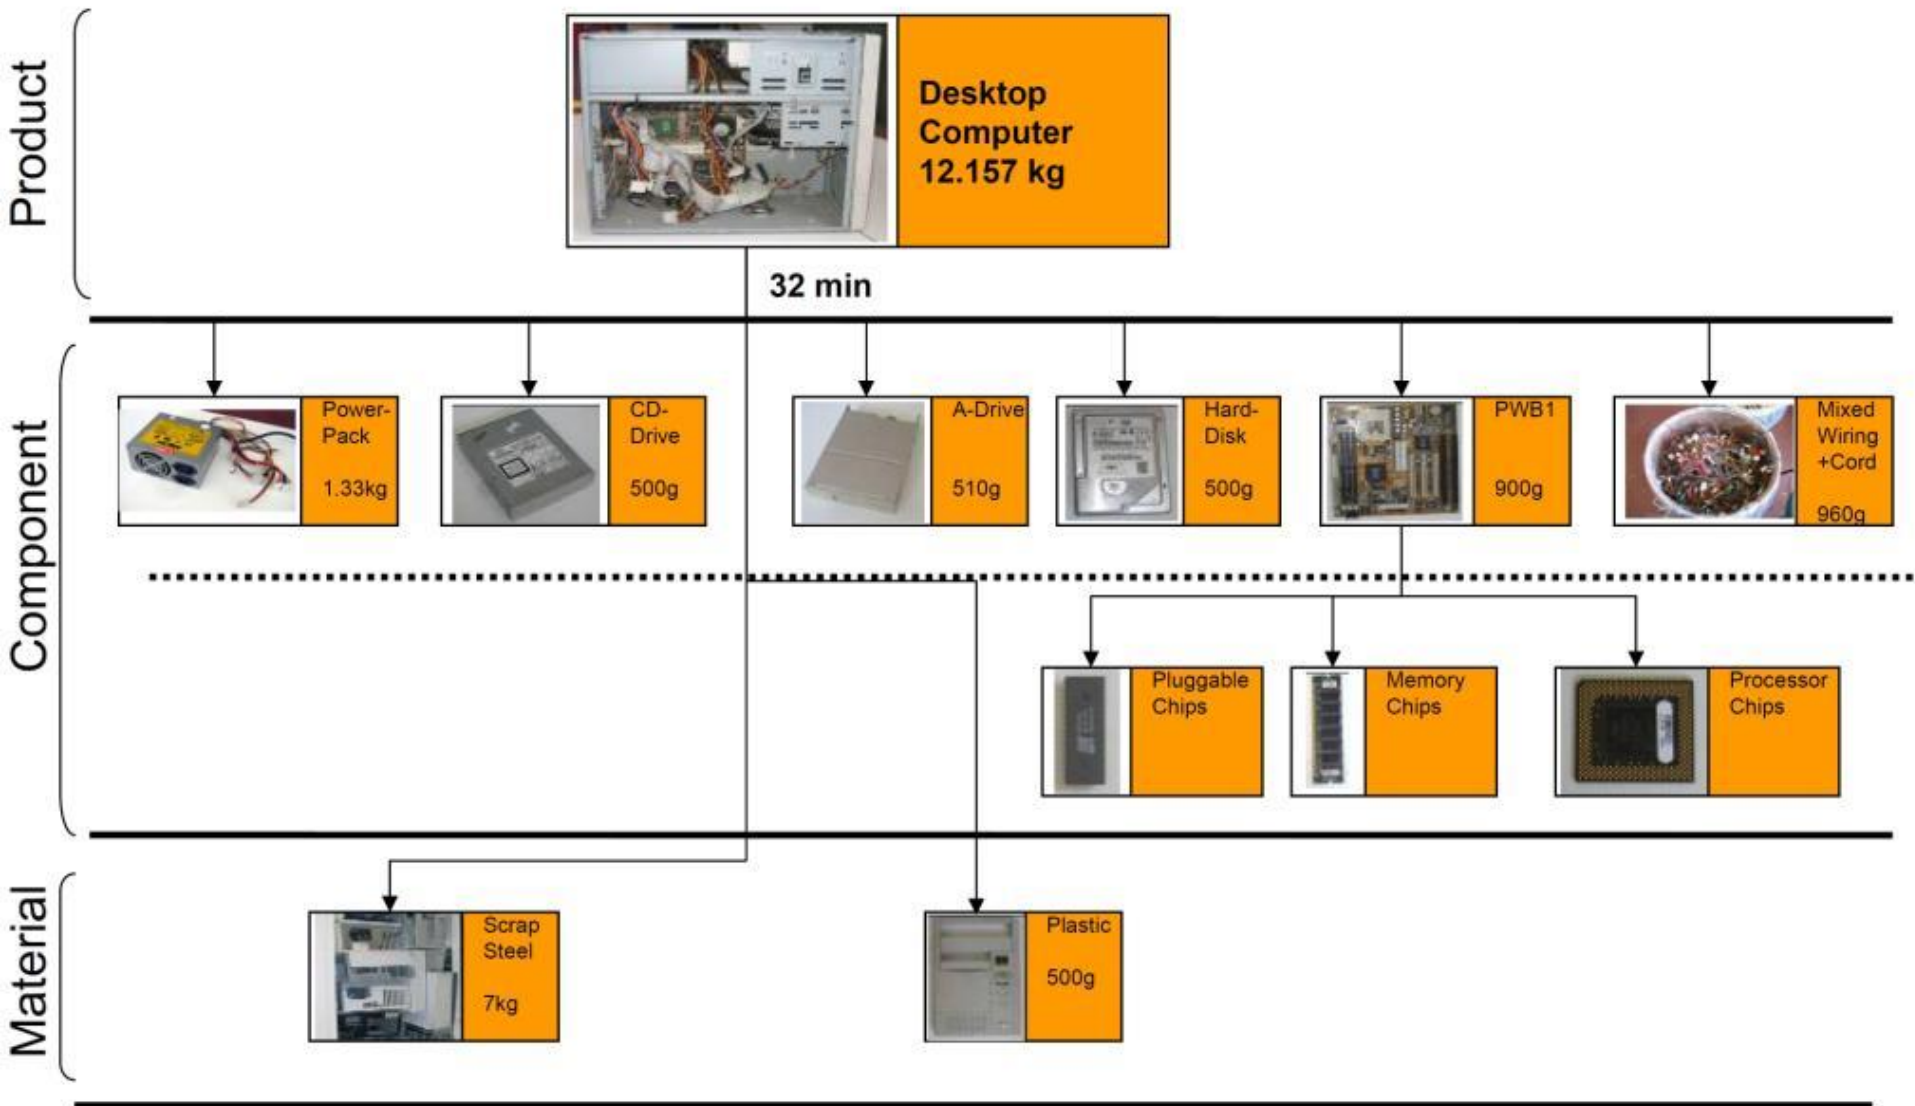 Product
Desktop
Computer
12.157 kg
32 min
Component
Power-
Pack
1.33kg
CD-
Drive
500g
A-Drive
510g
Hard-
Disk
500g
PWB1
900g
Mixed
Wiring
+Cord
960g
Pluggable
Chips
Memory
Chips
Processor
Chips
Material
Scrap
Steel
7kg
Plastic
500g